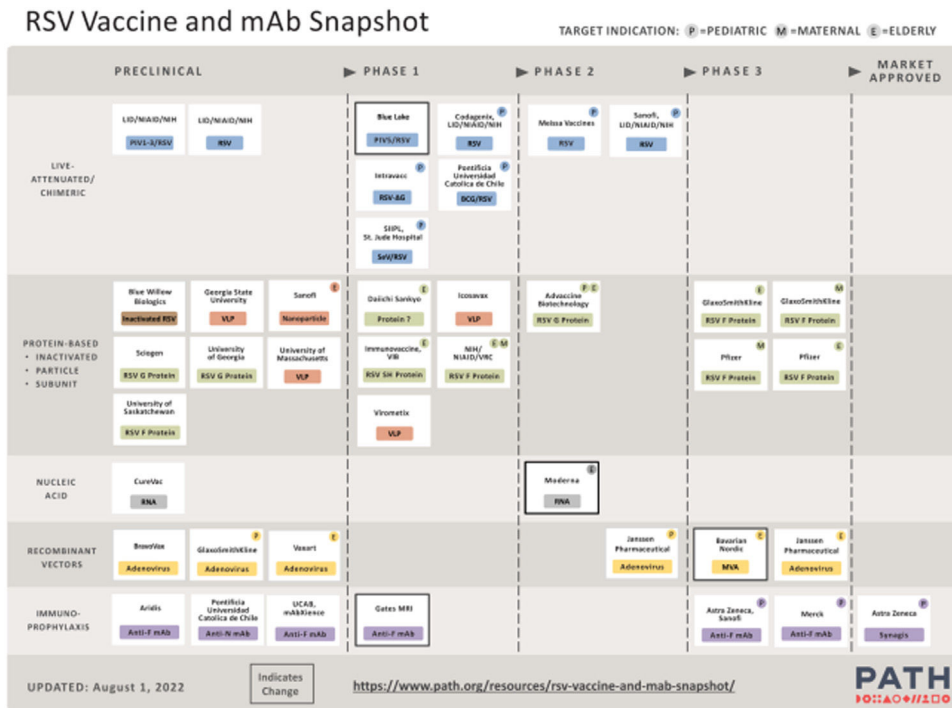 RSV Vaccine and mAb Snapshot
TARGET INDICATION: P =PEDIATRIC M =MATERNAL E =ELDERLY
PRECLINICAL
PHASE 1
PHASE 2
PHASE 3
MARKET
APPROVED
LIVE-
ATTENUATED/
CHIMERIC
LID/NIAID/NIH
PIV1-3/RSV
LID/NIAID/NIH
RSV
Blue Lake
PIV5/RSV
P
Codagenix,
LID/NIAID/NIH
RSV
P
Intravacc
RSV-ΔG
P
Pontificia
Universidad
Catolica de Chile
BCG/RSV
P
SIIPL,
St. Jude Hospital
SeV/RSV
P
Meissa Vaccines
RSV
P
Sanofi,
LID/NIAID/NIH
RSV
PROTEIN-BASED
• INACTIVATED
• PARTICLE
• SUBUNIT
Blue Willow
Biologics
Inactivated RSV
Georgia State
University
VLP
E
Sanofi
Nanoparticle
Sciogen
RSV G Protein
University
of Georgia
RSV G Protein
University of
Massachusetts
VLP
University of
Saskatchewan
RSV F Protein
E
Daiichi Sankyo
Protein ?
Icosavax
VLP
E
Immunovaccine,
VIB
RSV SH Protein
E M
NIH/
NIAID/VRC
RSV F Protein
Virometix
VLP
P E
Advaccine
Biotechnology
RSV G Protein
E
GlaxoSmithKline
RSV F Protein
M
GlaxoSmithKline
RSV F Protein
M
Pfizer
RSV F Protein
E
Pfizer
RSV F Protein
NUCLEIC
ACID
CureVac
RNA
E
Moderna
RNA
RECOMBINANT
VECTORS
BravoVax
Adenovirus
P
GlaxoSmithKline
Adenovirus
E
Vaxart
Adenovirus
P
Janssen
Pharmaceutical
Adenovirus
E
Bavarian
Nordic
MVA
E
Janssen
Pharmaceutical
Adenovirus
IMMUNO-
PROPHYLAXIS
Aridis
Anti-F mAb
P
Pontificia
Universidad
Catolica de Chile
Anti-N mAb
UCAB,
mAbXience
Anti-F mAb
Gates MRI
Anti-F mAb
P
Astra Zeneca,
Sanofi
Anti-F mAb
P
Merck
Anti-F mAb
P
Astra Zeneca
Synagis
UPDATED: August 1, 2022
Indicates
Change
https://www.path.org/resources/rsv-vaccine-and-mab-snapshot/
PATH